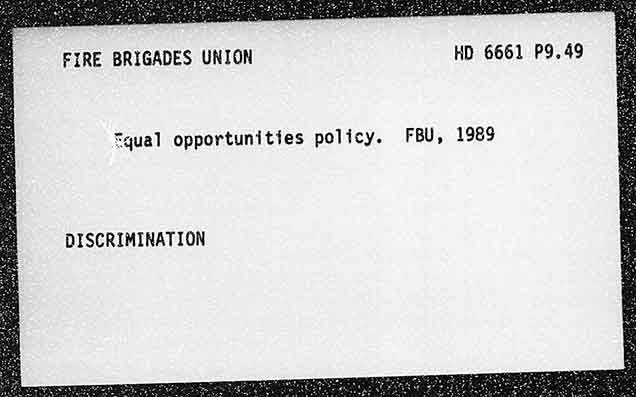 FIRE BRIGADES UNION HD 6661 P9.49
Equal opportunities policy. FBU, 1989
DISCRIMINATION